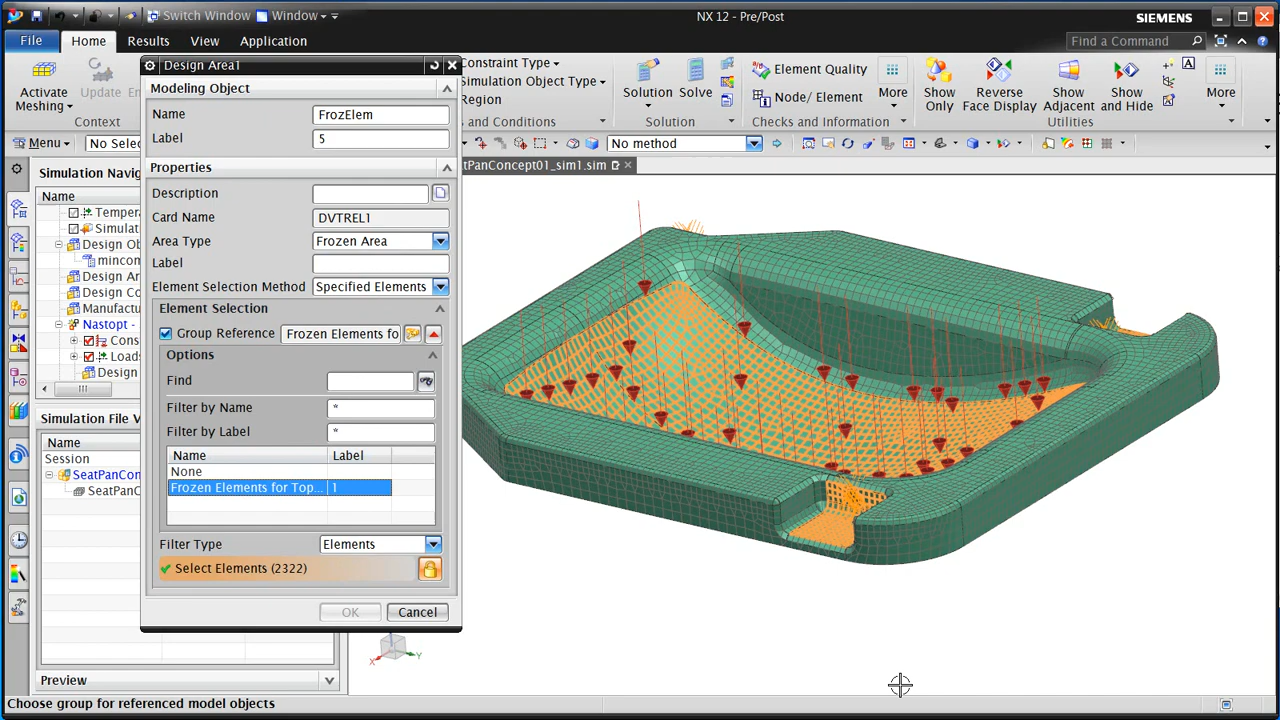 Switch Window Window
NX 12 - Pre/Post
SIEMENS
File Home Results View Application
Find a Command
Activate Meshing
Update
Context
Constraint Type
Simulation Object Type
Region
and Conditions
Solution
Solve
Solution
Element Quality
Node/ Element
More
Checks and Information
Show Only
Reverse Face Display
Show Adjacent
Show and Hide
More
Utilities
Menu
No method
tPanConcept01_sim1.sim
Design Area1
Modeling Object
Name FrozElem
Label 5
Properties
Description
Card Name DVTREL1
Area Type Frozen Area
Label
Element Selection Method Specified Elements
Element Selection
Group Reference Frozen Elements fo
Options
Find
Filter by Name *
Filter by Label *
Name Label
None
Frozen Elements for Top... 1
Filter Type Elements
Select Elements (2322)
OK Cancel
Simulation Navig
Name
Tempera
Simulat
Design Ob
mincom
Design Ar
Design Co
Manufactu
Nastopt -
Cons
Loads
Design
Simulation File V
Name
Session
SeatPanCon
SeatPanC
Preview
X Y
Choose group for referenced model objects